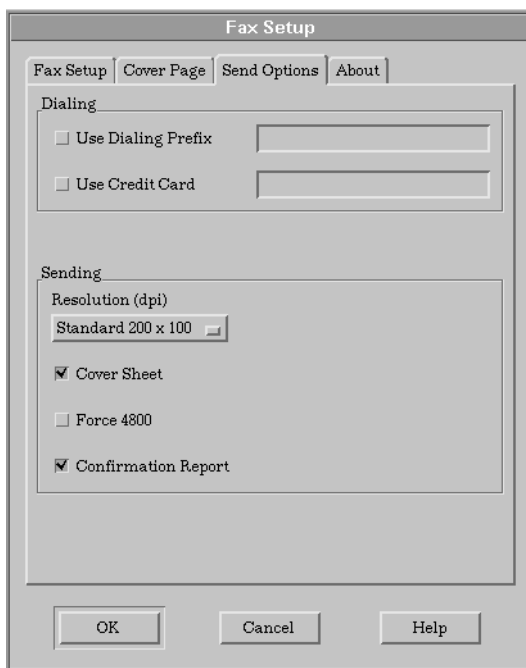 Fax Setup
Fax Setup Cover Page Send Options About
Dialing
Use Dialing Prefix
Use Credit Card
Sending
Resolution (dpi)
Standard 200 x 100
Cover Sheet
Force 4800
Confirmation Report
OK Cancel Help